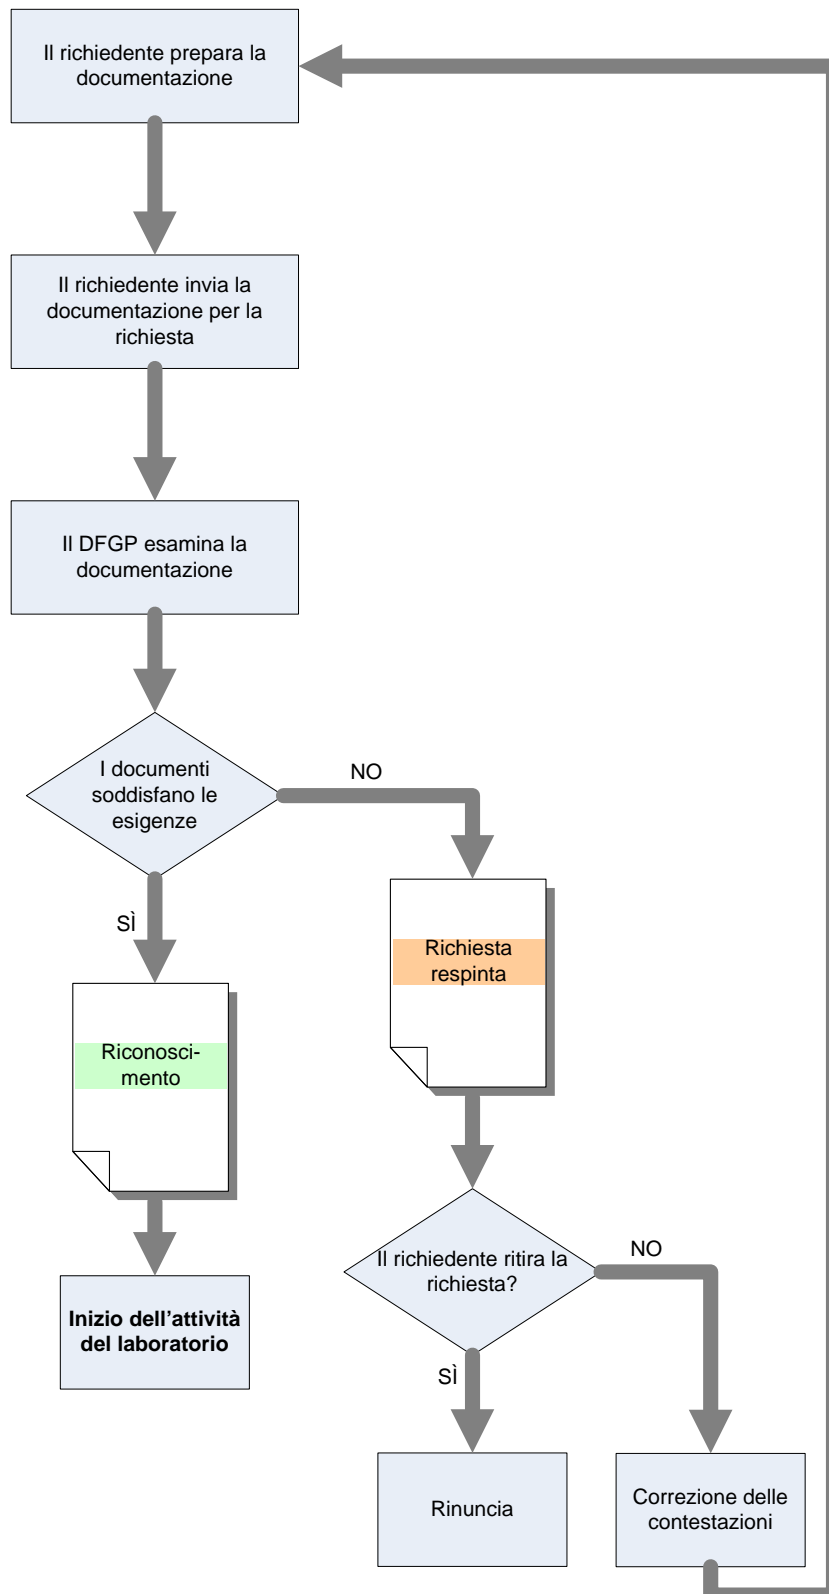 Il richiedente prepara la
documentazione
Il richiedente invia la
documentazione per la
richiesta
Il DFGP esamina la
documentazione
I documenti
soddisfano le
esigenze
NO
SÌ
Richiesta
respinta
Riconosci-
mento
Il richiedente ritira la
richiesta?
NO
Inizio dell'attività
del laboratorio
SÌ
Rinuncia
Correzione delle
contestazioni